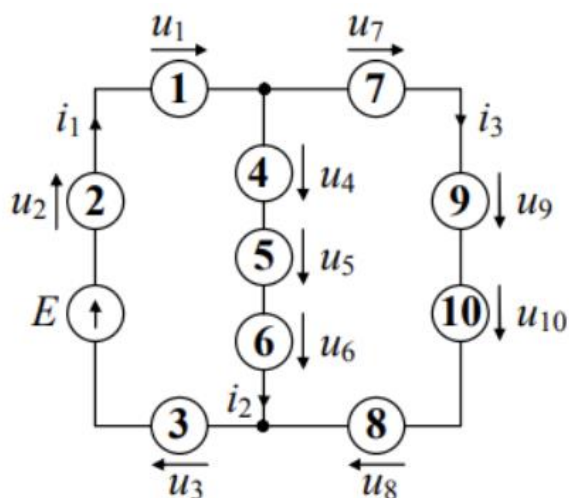 u₁ u₇
1 7
i₁ i₃
4 u₄
u₂ 2 9 u₉
5 u₅
E 10 u₁₀
6 u₆
i₂
3 8
u₃ u₈